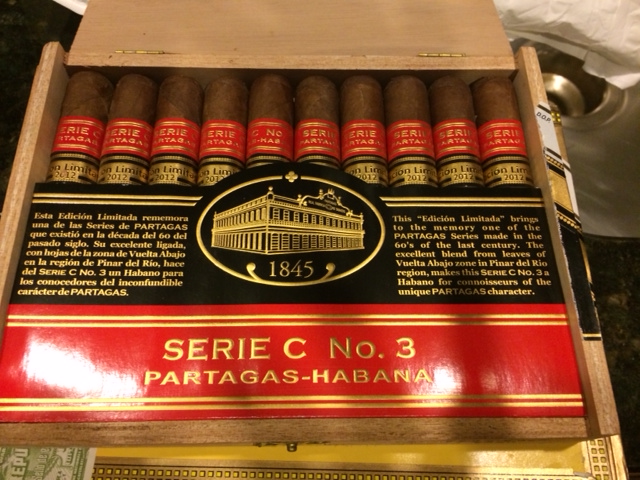 SERIE C
PARTAGAS
ion Limit
2012
SERIE C No. 3
PARTAGAS-HABANA
1845
Esta Edición Limitada rememora
una de las Series de PARTAGAS
que existió en la década del 60 del
pasado siglo. Su excelente ligada,
con hojas de la zona de Vuelta Abajo
en la región de Pinar del Río, hace
del SERIE C No. 3 un Habano para
los conocedores del inconfundible
carácter de PARTAGAS.
This "Edición Limitada" brings
to the memory one of the
PARTAGAS Series made in the
60's of the last century. The
excellent blend from leaves of
Vuelta Abajo zone in Pinar del Río
region, makes this SERIE C No. 3 a
Habano for connoisseurs of the
unique PARTAGAS character.